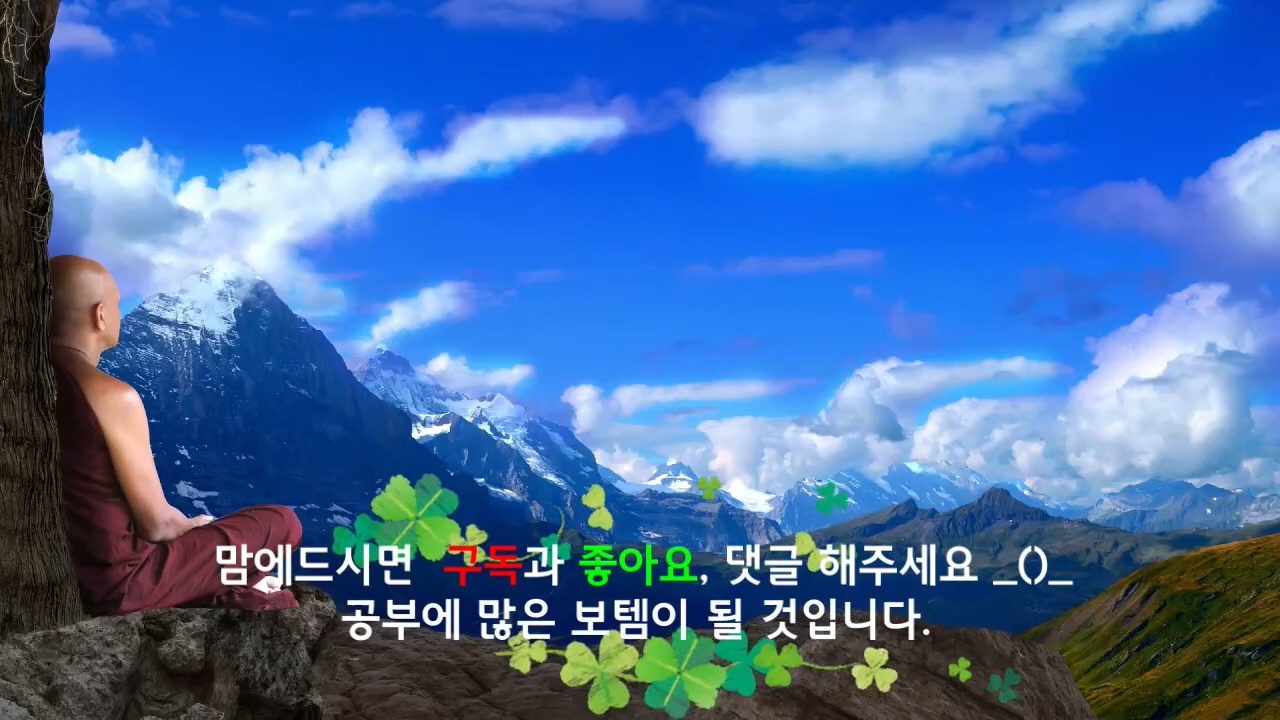 맘에드시면 구독과 좋아요, 댓글 해주세요 _()_
공부에 많은 보템이 될 것입니다.